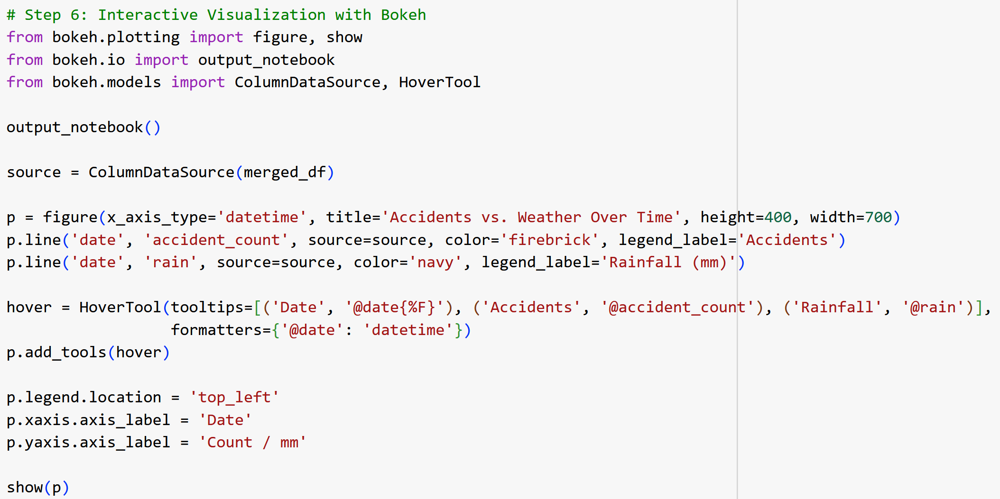 # Step 6: Interactive Visualization with Bokeh
from bokeh.plotting import figure, show
from bokeh.io import output_notebook
from bokeh.models import ColumnDataSource, HoverTool

output_notebook()

source = ColumnDataSource(merged_df)

p = figure(x_axis_type='datetime', title='Accidents vs. Weather Over Time', height=400, width=700)
p.line('date', 'accident_count', source=source, color='firebrick', legend_label='Accidents')
p.line('date', 'rain', source=source, color='navy', legend_label='Rainfall (mm)')

hover = HoverTool(tooltips=[('Date', '@date{%F}'), ('Accidents', '@accident_count'), ('Rainfall', '@rain')],
                  formatters={'@date': 'datetime'})
p.add_tools(hover)

p.legend.location = 'top_left'
p.xaxis.axis_label = 'Date'
p.yaxis.axis_label = 'Count / mm'

show(p)